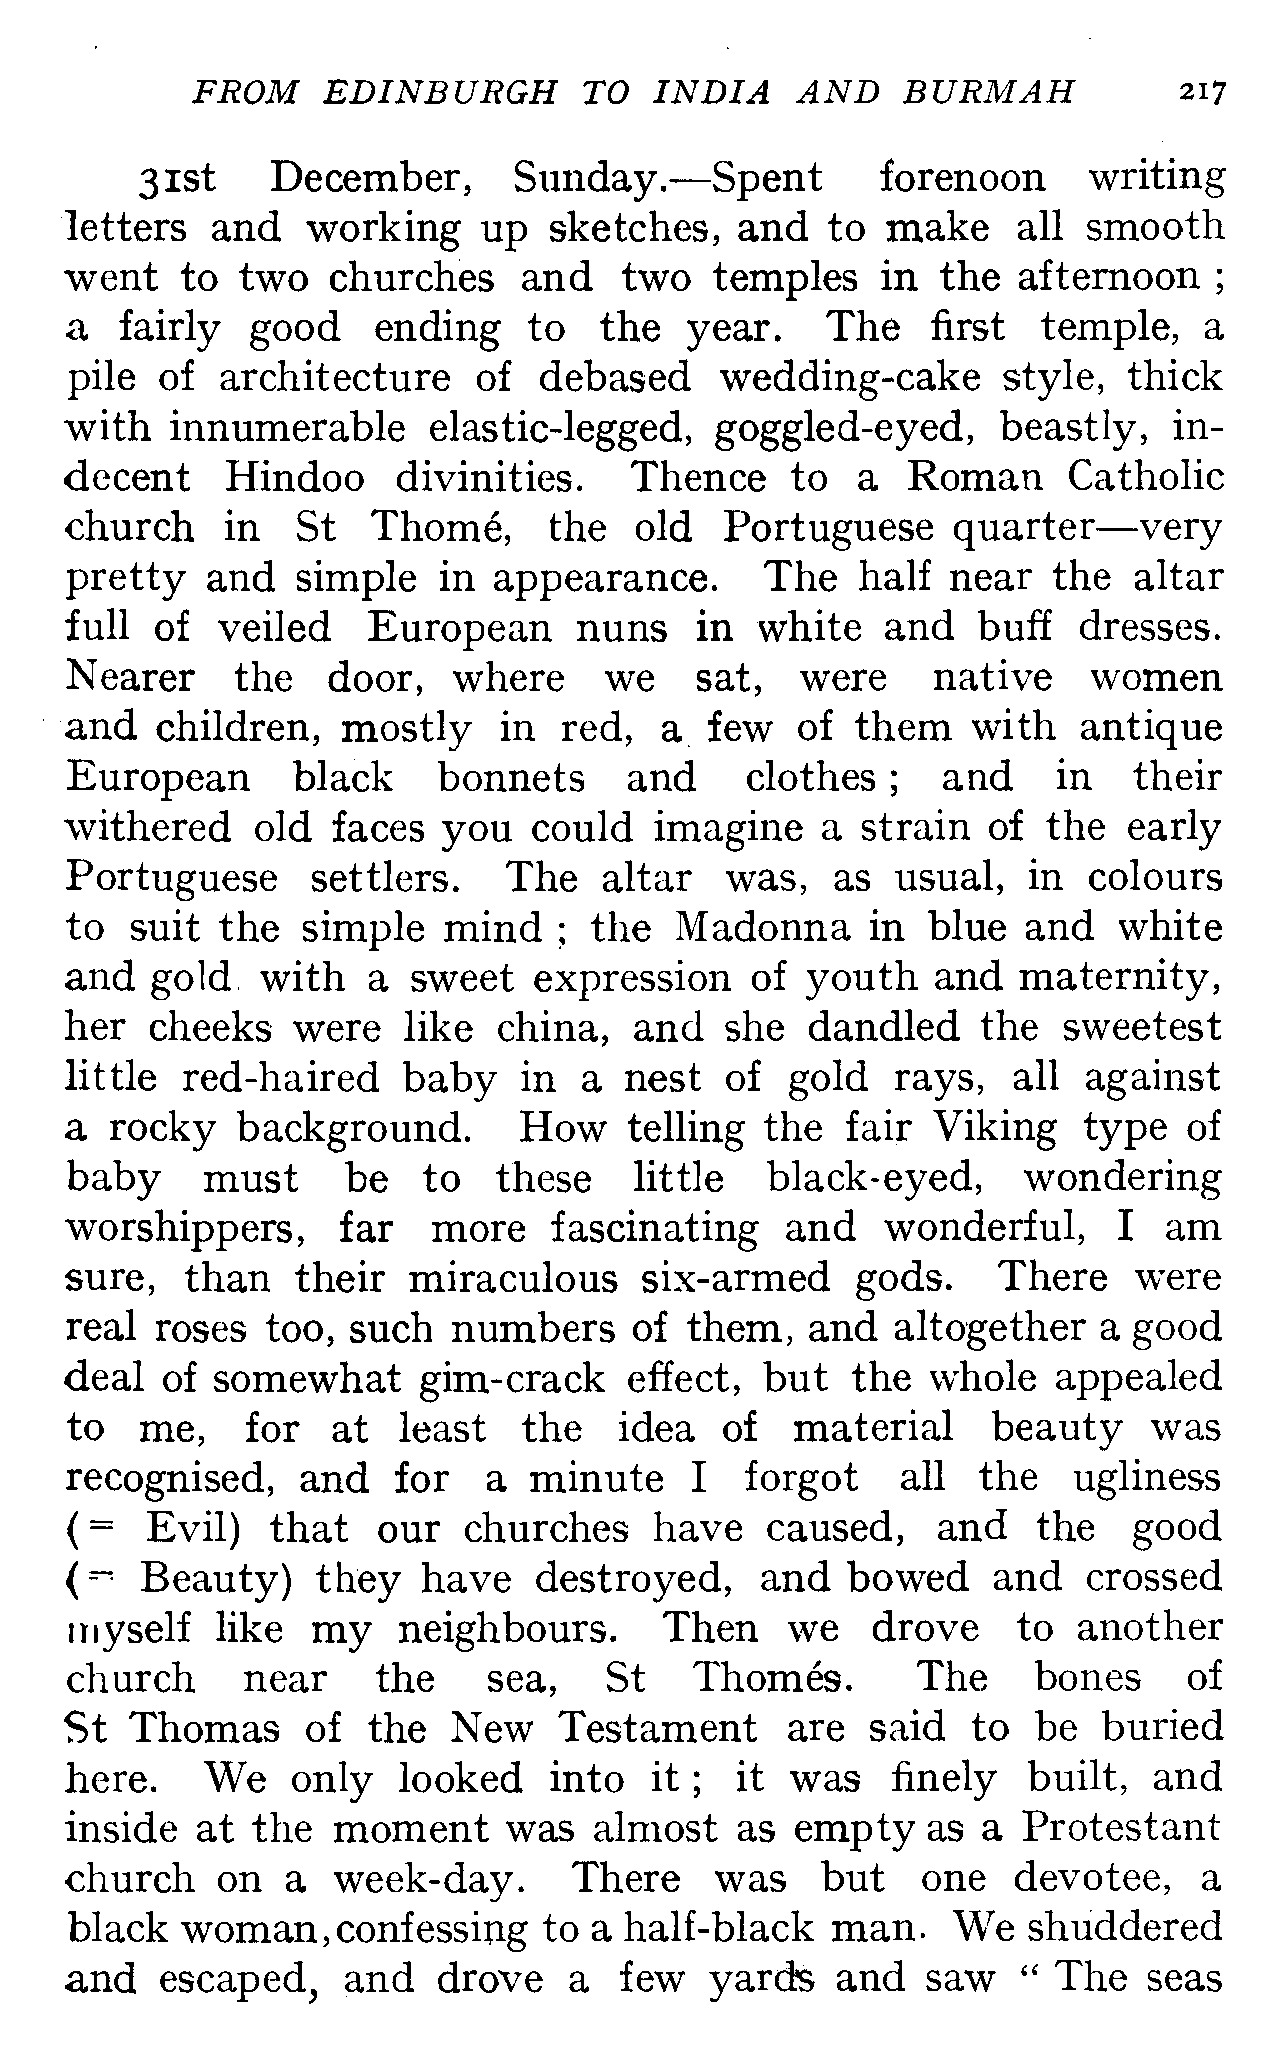 FROM EDINBURGH TO INDIA AND BURMAH 217
31st December, Sunday.—Spent forenoon writing
letters and working up sketches, and to make all smooth
went to two churches and two temples in the afternoon ;
a fairly good ending to the year. The first temple, a
pile of architecture of debased wedding-cake style, thick
with innumerable elastic-legged, goggled-eyed, beastly, in-
decent Hindoo divinities. Thence to a Roman Catholic
church in St Thomé, the old Portuguese quarter—very
pretty and simple in appearance. The half near the altar
full of veiled European nuns in white and buff dresses.
Nearer the door, where we sat, were native women
and children, mostly in red, a few of them with antique
European black bonnets and clothes ; and in their
withered old faces you could imagine a strain of the early
Portuguese settlers. The altar was, as usual, in colours
to suit the simple mind ; the Madonna in blue and white
and gold with a sweet expression of youth and maternity,
her cheeks were like china, and she dandled the sweetest
little red-haired baby in a nest of gold rays, all against
a rocky background. How telling the fair Viking type of
baby must be to these little black-eyed, wondering
worshippers, far more fascinating and wonderful, I am
sure, than their miraculous six-armed gods. There were
real roses too, such numbers of them, and altogether a good
deal of somewhat gim-crack effect, but the whole appealed
to me, for at least the idea of material beauty was
recognised, and for a minute I forgot all the ugliness
(= Evil) that our churches have caused, and the good
(= Beauty) they have destroyed, and bowed and crossed
myself like my neighbours. Then we drove to another
church near the sea, St Thomés. The bones of
St Thomas of the New Testament are said to be buried
here. We only looked into it ; it was finely built, and
inside at the moment was almost as empty as a Protestant
church on a week-day. There was but one devotee, a
black woman, confessing to a half-black man. We shuddered
and escaped, and drove a few yards and saw “ The seas